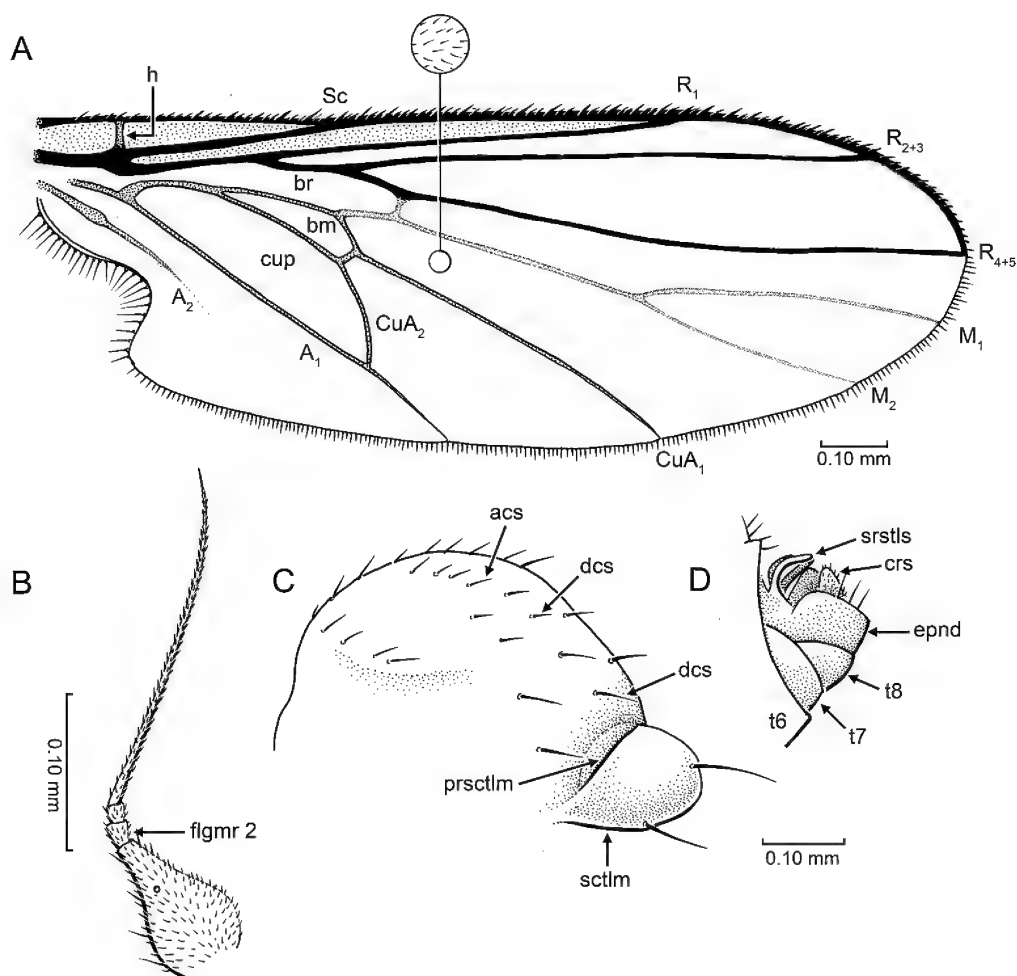 A
h
Sc
R1
R2+3
br
bm
cup
R4+5
A2
CuA2
A1
M1
M2
CuA1
0.10 mm
B
0.10 mm
flgmr 2
C
acs
dcs
dcs
prsctlm
sctlm
D
srstls
crs
epnd
t8
t7
t6
0.10 mm